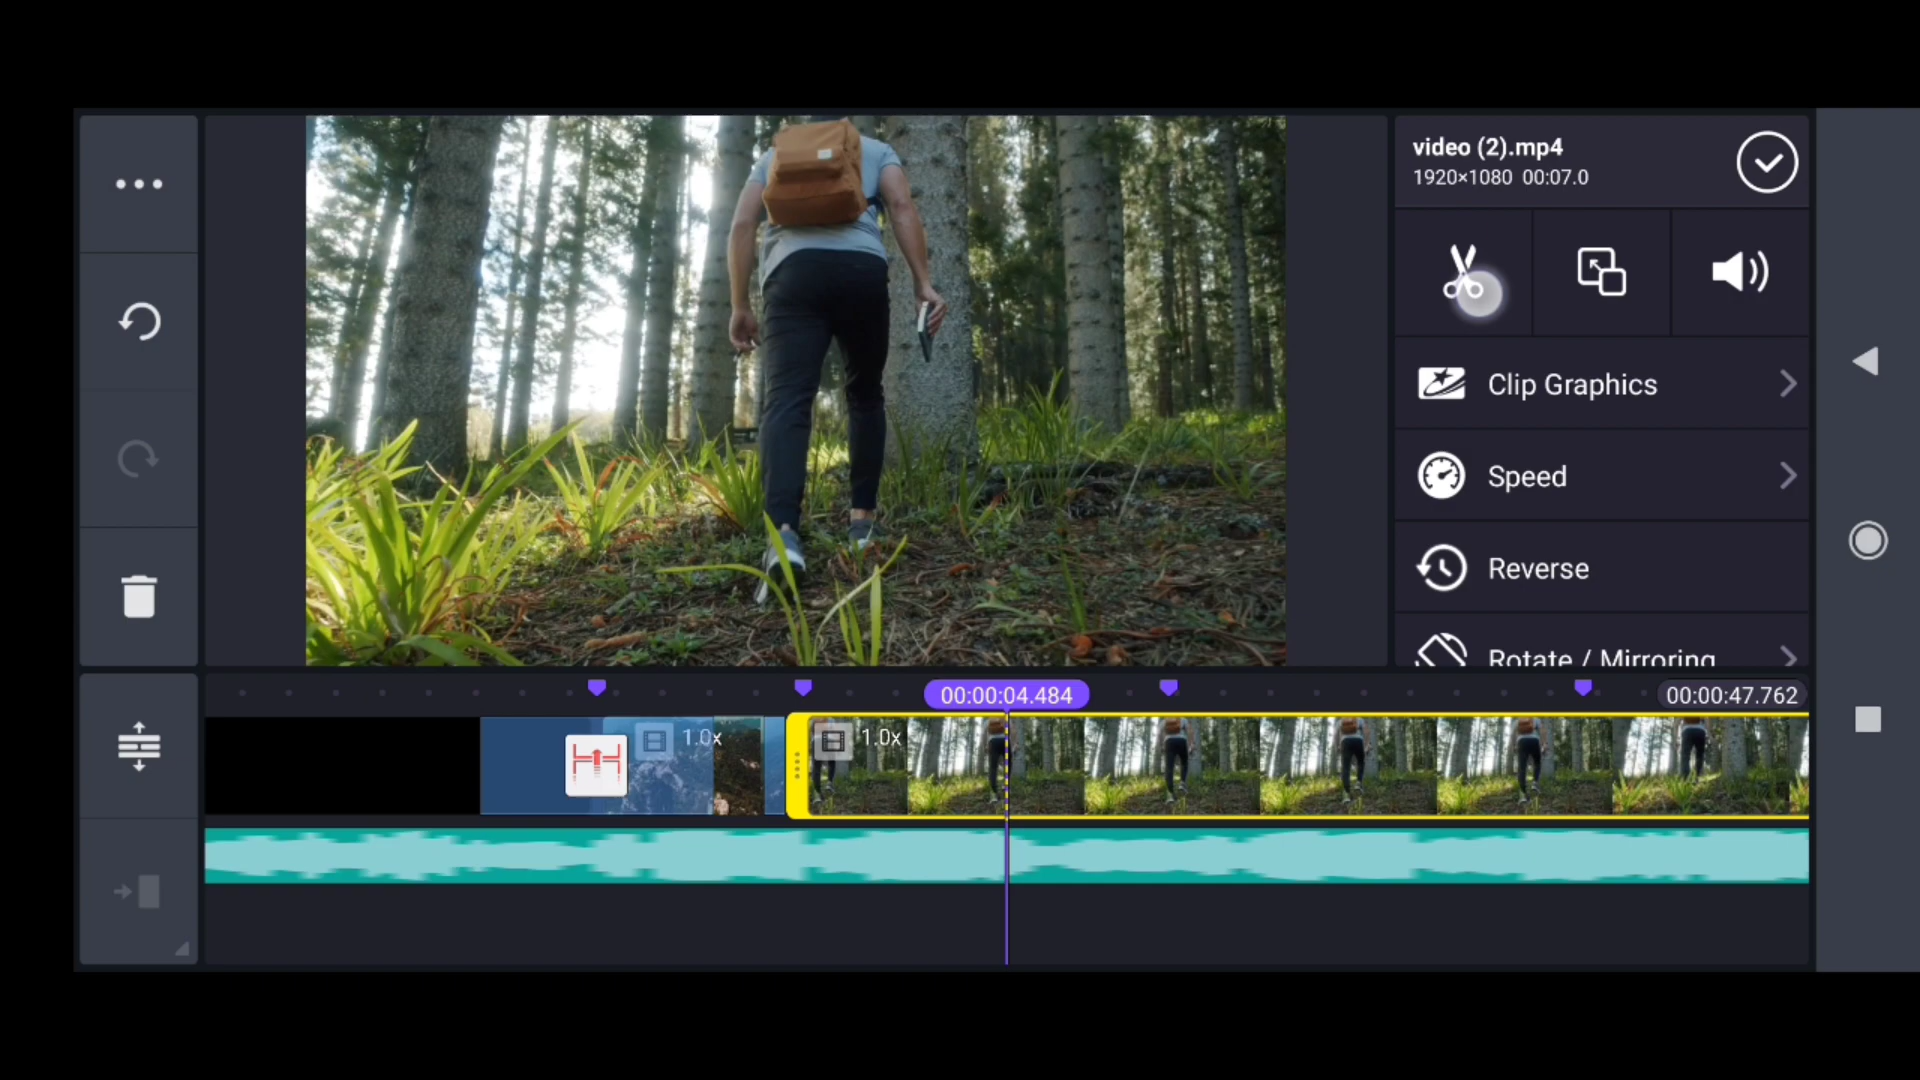 video (2).mp4
1920×1080 00:07.0
Clip Graphics
Speed
Reverse
Rotate / Mirroring
00:00:04.484
00:00:47.762
1.0x
1.0x